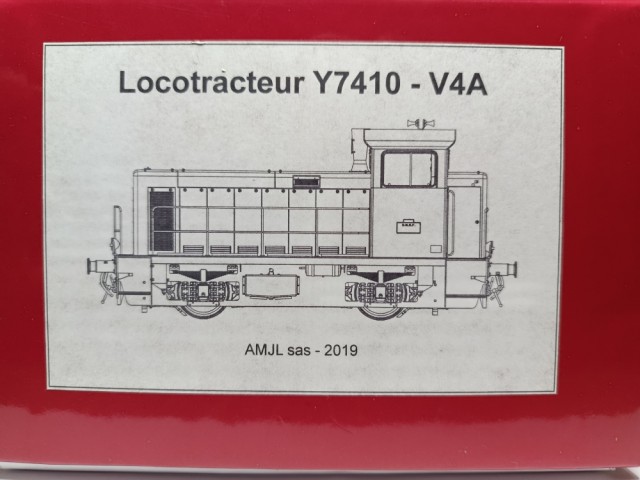 Locotracteur Y7410 - V4A
AMJL sas - 2019